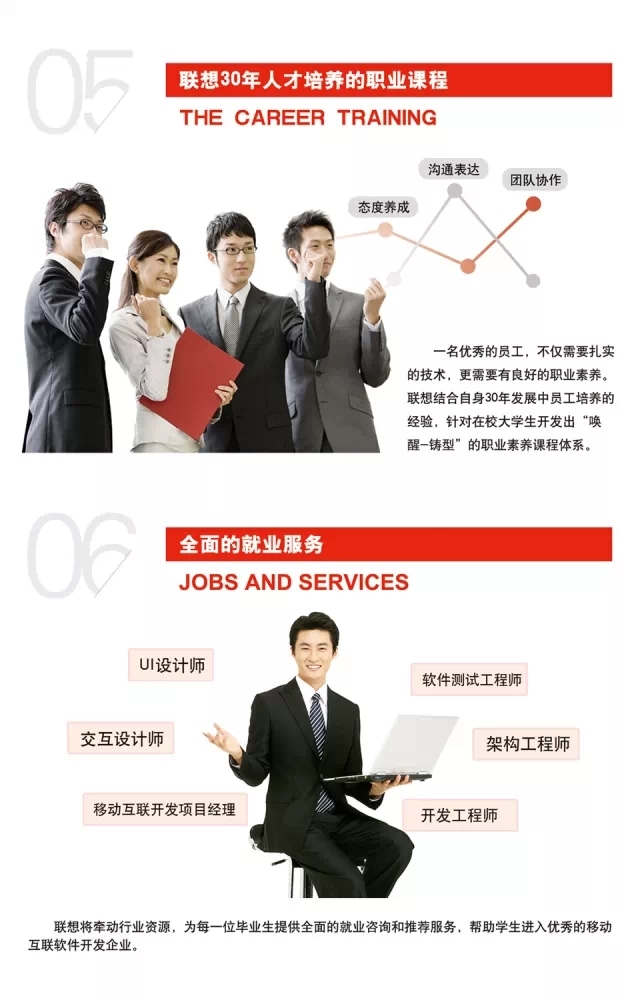 05
联想30年人才培养的职业课程
THE CAREER TRAINING
沟通表达
团队协作
态度养成
一名优秀的员工，不仅需要扎实
的技术，更需要有良好的职业素养。
联想结合自身30年发展中员工培养的
经验，针对在校大学生开发出“唤
醒-铸型”的职业素养课程体系。
06
全面的就业服务
JOBS AND SERVICES
UI设计师
软件测试工程师
交互设计师
架构工程师
移动互联开发项目经理
开发工程师
联想将牵动行业资源，为每一位毕业生提供全面的就业咨询和推荐服务，帮助学生进入优秀的移动
互联软件开发企业。